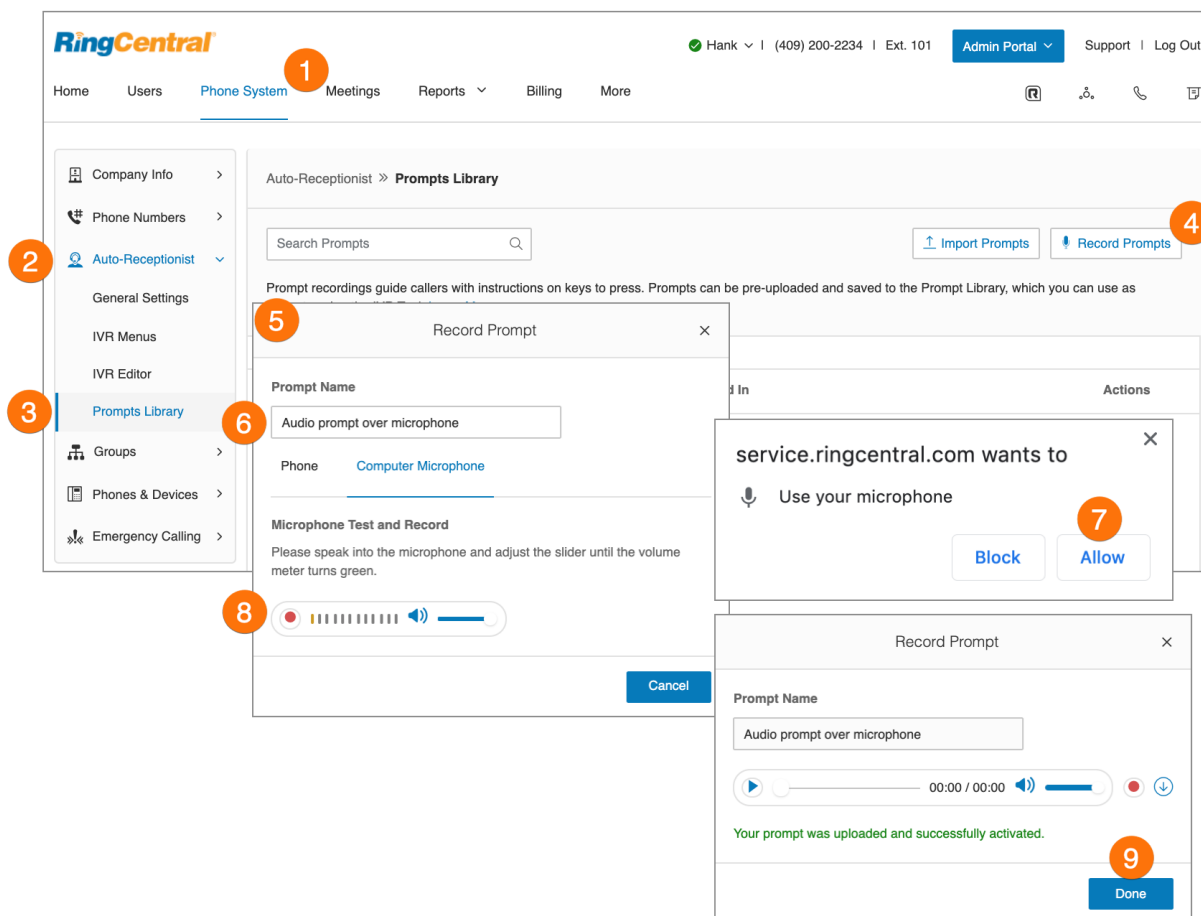 RingCentral
Hank | (409) 200-2234 | Ext. 101 Admin Portal Support | Log Out
1
Home Users Phone System Meetings Reports Billing More
Company Info
Phone Numbers
2 Auto-Receptionist
General Settings
IVR Menus
IVR Editor
3 Prompts Library
Groups
Phones & Devices
Emergency Calling
Auto-Receptionist » Prompts Library
4
Search Prompts Import Prompts Record Prompts
Prompt recordings guide callers with instructions on keys to press. Prompts can be pre-uploaded and saved to the Prompt Library, which you can use as
In Actions
5 Record Prompt
Prompt Name
6 Audio prompt over microphone
Phone Computer Microphone
Microphone Test and Record
Please speak into the microphone and adjust the slider until the volume
meter turns green.
8
Cancel
service.ringcentral.com wants to
Use your microphone
7
Block Allow
Record Prompt
Prompt Name
Audio prompt over microphone
00:00 / 00:00
Your prompt was uploaded and successfully activated.
9
Done